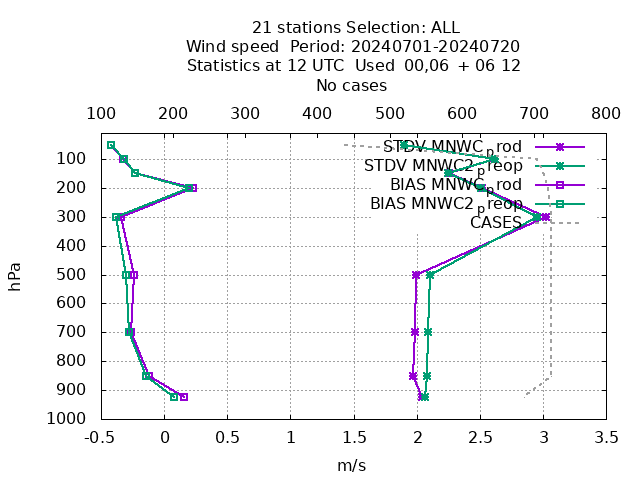 21 stations Selection: ALL
Wind speed  Period: 20240701-20240720
Statistics at 12 UTC  Used  00,06  + 06 12
No cases
100 200 300 400 500 600 700 800
STDV MNWC_prod
STDV MNWC2_preop
BIAS MNWC_prod
BIAS MNWC2_preop
CASES
hPa
100
200
300
400
500
600
700
800
900
1000
-0.5 0 0.5 1 1.5 2 2.5 3 3.5
m/s